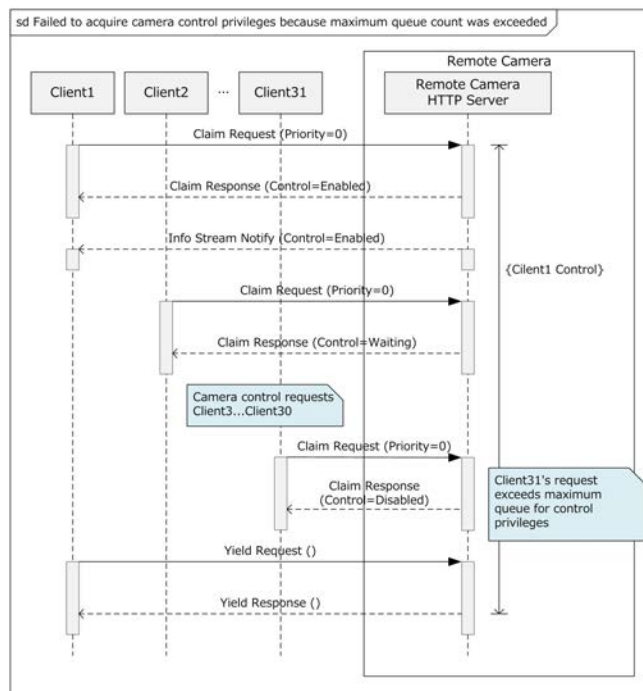 sd Failed to acquire camera control privileges because maximum queue count was exceeded
Remote Camera
Client1
Client2
...
Client31
Remote Camera
HTTP Server
Claim Request (Priority=0)
Claim Response (Control=Enabled)
Info Stream Notify (Control=Enabled)
{Cilent1 Control}
Claim Request (Priority=0)
Claim Response (Control=Waiting)
Camera control requests
Client3...Client30
Claim Request (Priority=0)
Claim Response
(Control=Disabled)
Client31's request
exceeds maximum
queue for control
privileges
Yield Request ()
Yield Response ()